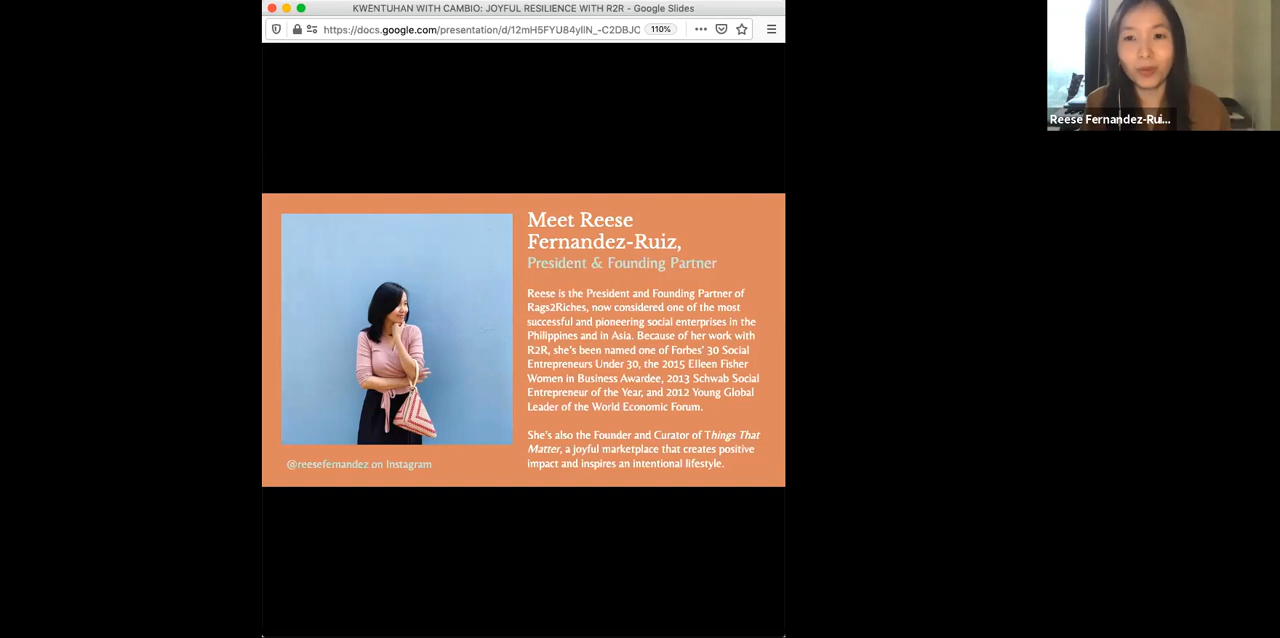 KWENTUHAN WITH CAMBIO: JOYFUL RESILIENCE WITH R2R - Google Slides
https://docs.google.com/presentation/d/12mH5FYU84yIlN_-C2DBJC
110%
Reese Fernandez-Rui...
Meet Reese
Fernandez-Ruiz,
President & Founding Partner
Reese is the President and Founding Partner of
Rags2Riches, now considered one of the most
successful and pioneering social enterprises in the
Philippines and in Asia. Because of her work with
R2R, she's been named one of Forbes' 30 Social
Entrepreneurs Under 30, the 2015 Eileen Fisher
Women in Business Awardee, 2013 Schwab Social
Entrepreneur of the Year, and 2012 Young Global
Leader of the World Economic Forum.
She's also the Founder and Curator of Things That
Matter, a joyful marketplace that creates positive
impact and inspires an intentional lifestyle.
@reesefernandez on Instagram